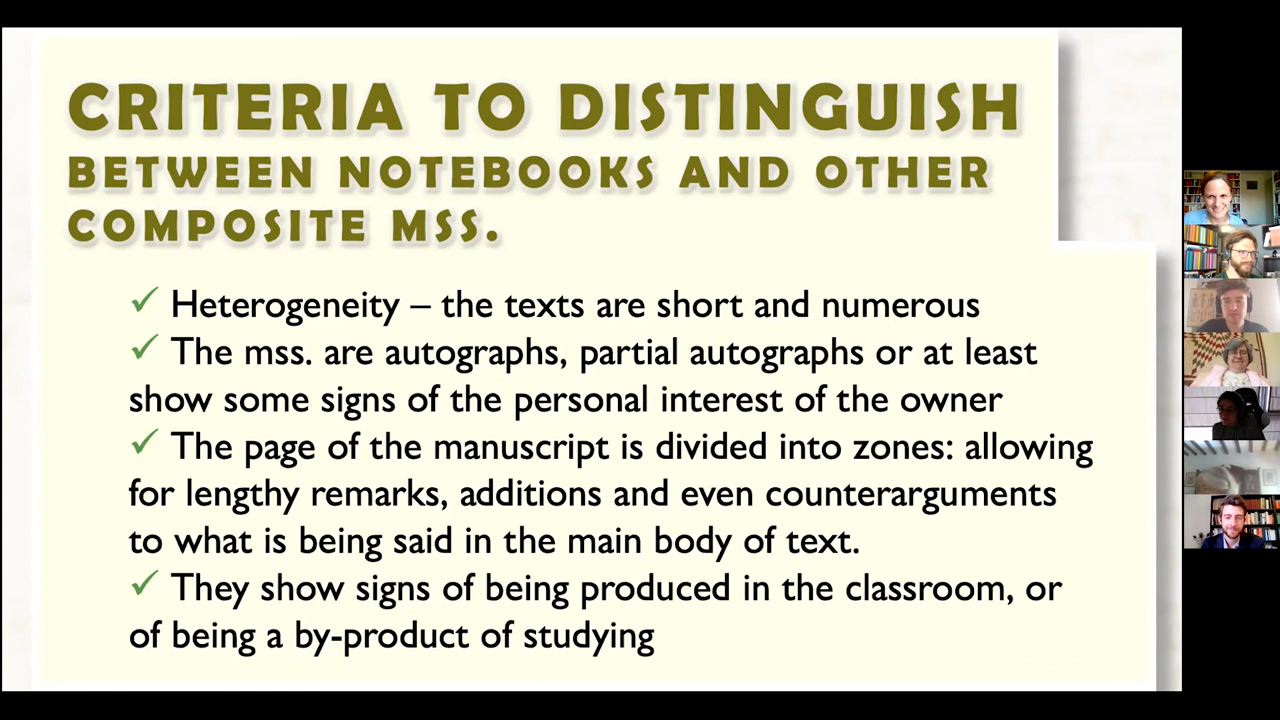 CRITERIA TO DISTINGUISH
BETWEEN NOTEBOOKS AND OTHER
COMPOSITE MSS.
✓ Heterogeneity – the texts are short and numerous
✓ The mss. are autographs, partial autographs or at least
show some signs of the personal interest of the owner
✓ The page of the manuscript is divided into zones: allowing
for lengthy remarks, additions and even counterarguments
to what is being said in the main body of text.
✓ They show signs of being produced in the classroom, or
of being a by-product of studying